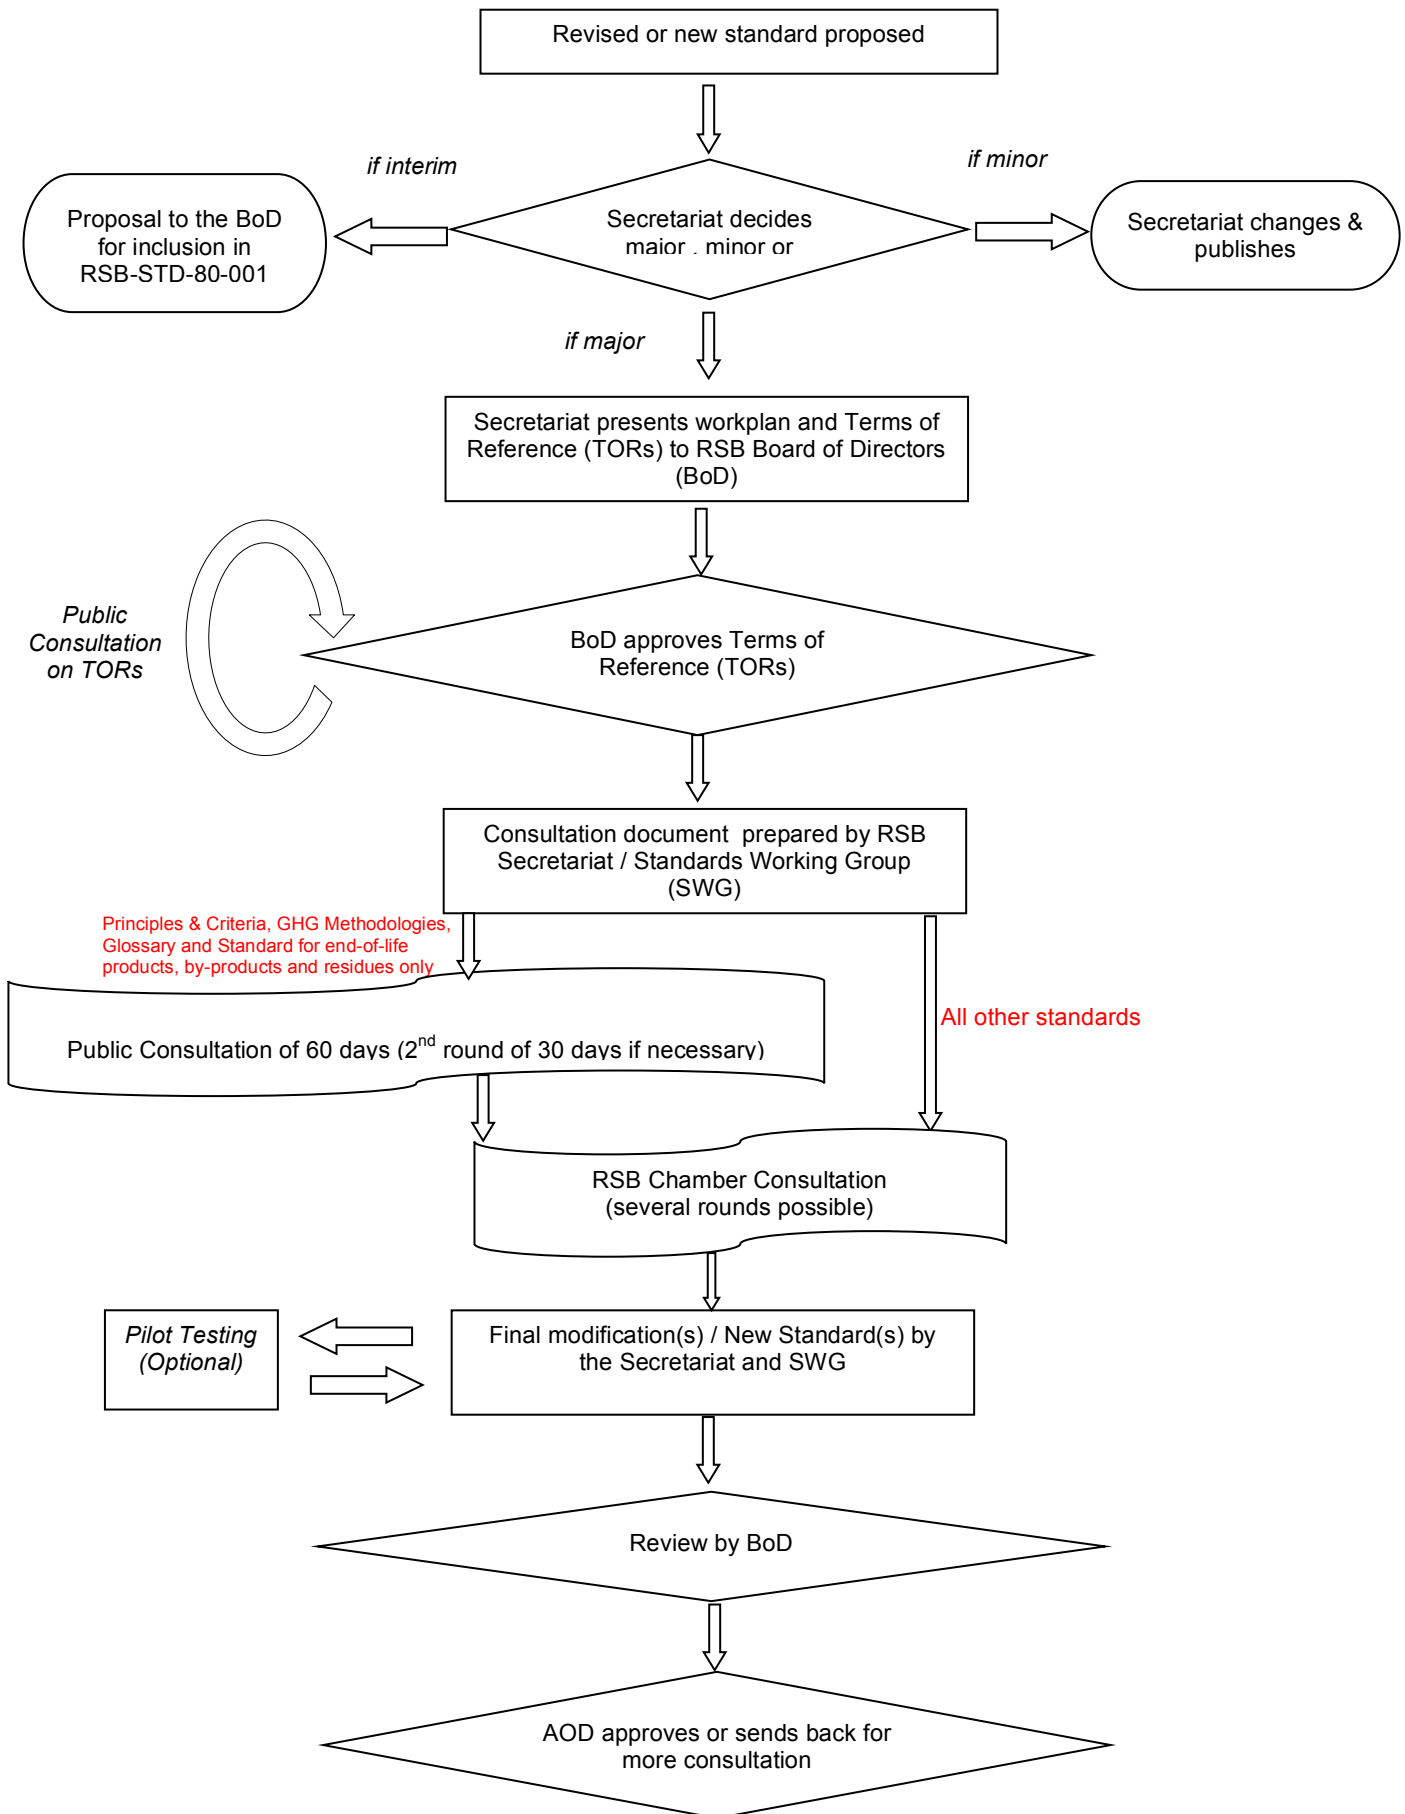 Revised or new standard proposed
if interim
if minor
Proposal to the BoD
for inclusion in
RSB-STD-80-001
Secretariat decides
major , minor or
Secretariat changes &
publishes
if major
Secretariat presents workplan and Terms of
Reference (TORs) to RSB Board of Directors
(BoD)
Public
Consultation
on TORs
BoD approves Terms of
Reference (TORs)
Consultation document prepared by RSB
Secretariat / Standards Working Group
(SWG)
Principles & Criteria, GHG Methodologies,
Glossary and Standard for end-of-life
products, by-products and residues only
All other standards
Public Consultation of 60 days (2nd round of 30 days if necessary)
RSB Chamber Consultation
(several rounds possible)
Pilot Testing
(Optional)
Final modification(s) / New Standard(s) by
the Secretariat and SWG
Review by BoD
AOD approves or sends back for
more consultation